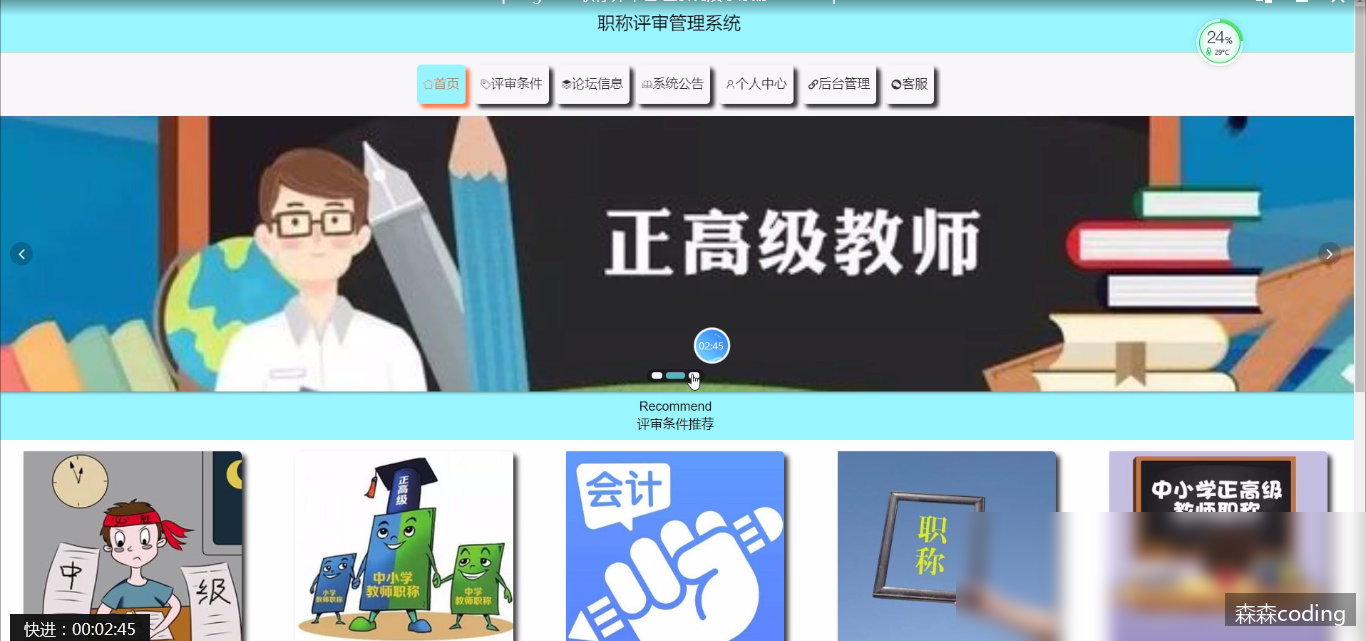 职称评审管理系统
24%
29°C
首页
评审条件
论坛信息
系统公告
个人中心
后台管理
客服
正高级教师
02:45
Recommend
评审条件推荐
中
级
正高级
小学
教师职称
中小学
教师职称
中学
教师职称
会计
职称
中小学正高级
教师职称
快进：00:02:45
森森coding